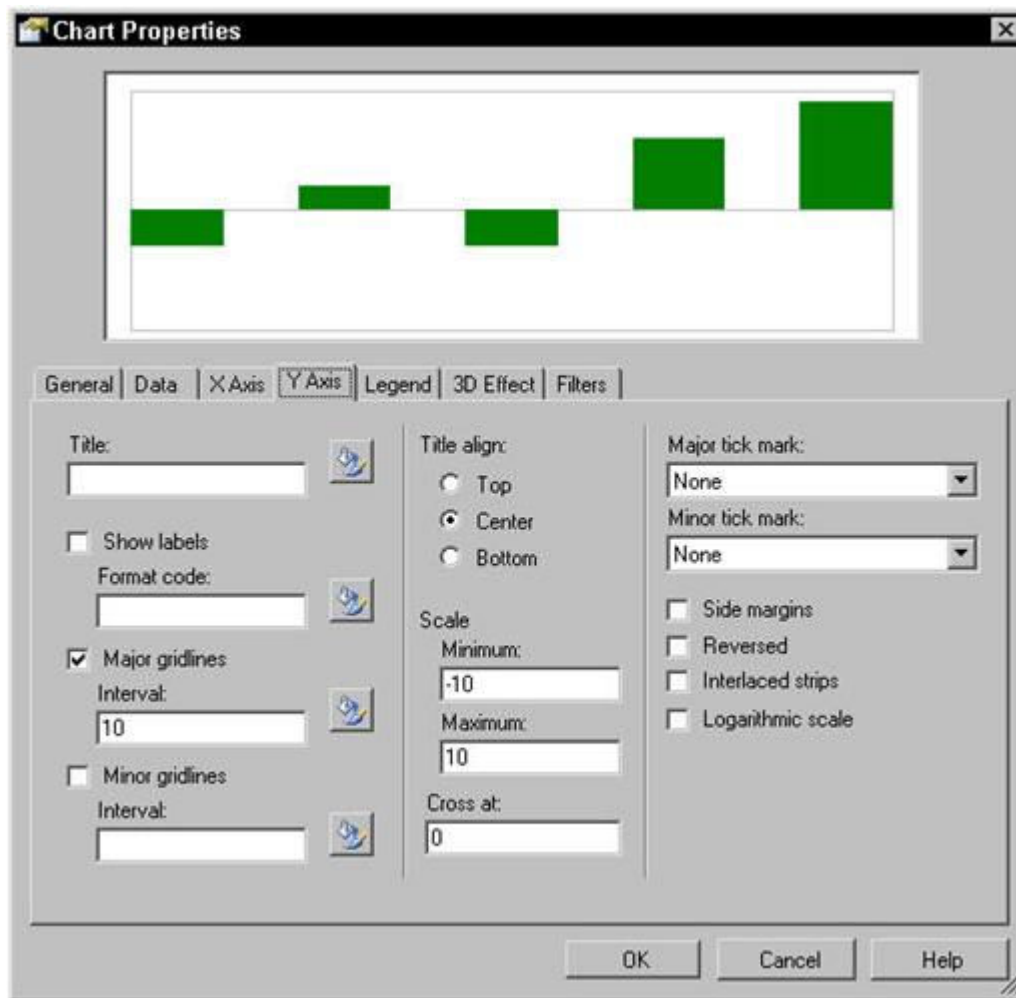 Chart Properties
General
Data
X Axis
Y Axis
Legend
3D Effect
Filters
Title:
Show labels
Format code:
Major gridlines
Interval:
10
Minor gridlines
Interval:
Title align:
Top
Center
Bottom
Scale
Minimum:
-10
Maximum:
10
Cross at:
0
Major tick mark:
None
Minor tick mark:
None
Side margins
Reversed
Interlaced strips
Logarithmic scale
OK
Cancel
Help